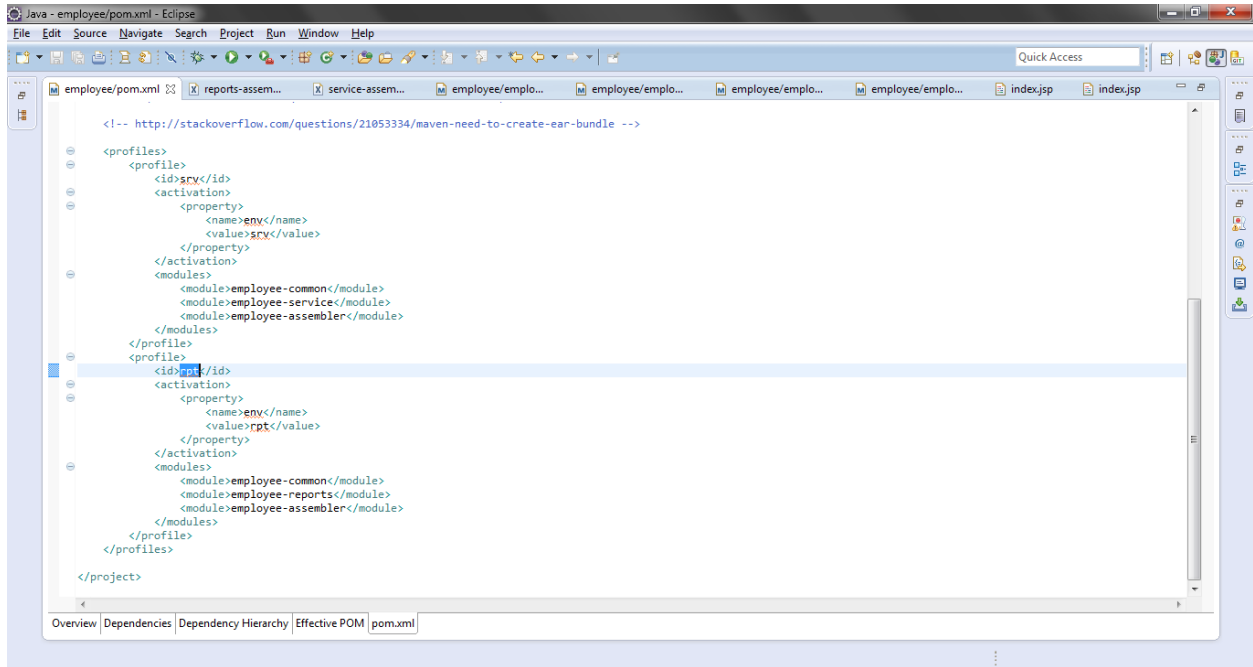 Java - employee/pom.xml - Eclipse
File Edit Source Navigate Search Project Run Window Help
Quick Access
employee/pom.xml reports-assem... service-assem... employee/emplo... employee/emplo... employee/emplo... employee/emplo... index.jsp index.jsp
<!-- http://stackoverflow.com/questions/21053334/maven-need-to-create-ear-bundle -->
<profiles>
<profile>
<id>srv</id>
<activation>
<property>
<name>env</name>
<value>srv</value>
</property>
</activation>
<modules>
<module>employee-common</module>
<module>employee-service</module>
<module>employee-assembler</module>
</modules>
</profile>
<profile>
<id>rpt</id>
<activation>
<property>
<name>env</name>
<value>rpt</value>
</property>
</activation>
<modules>
<module>employee-common</module>
<module>employee-reports</module>
<module>employee-assembler</module>
</modules>
</profile>
</profiles>
</project>
Overview Dependencies Dependency Hierarchy Effective POM pom.xml